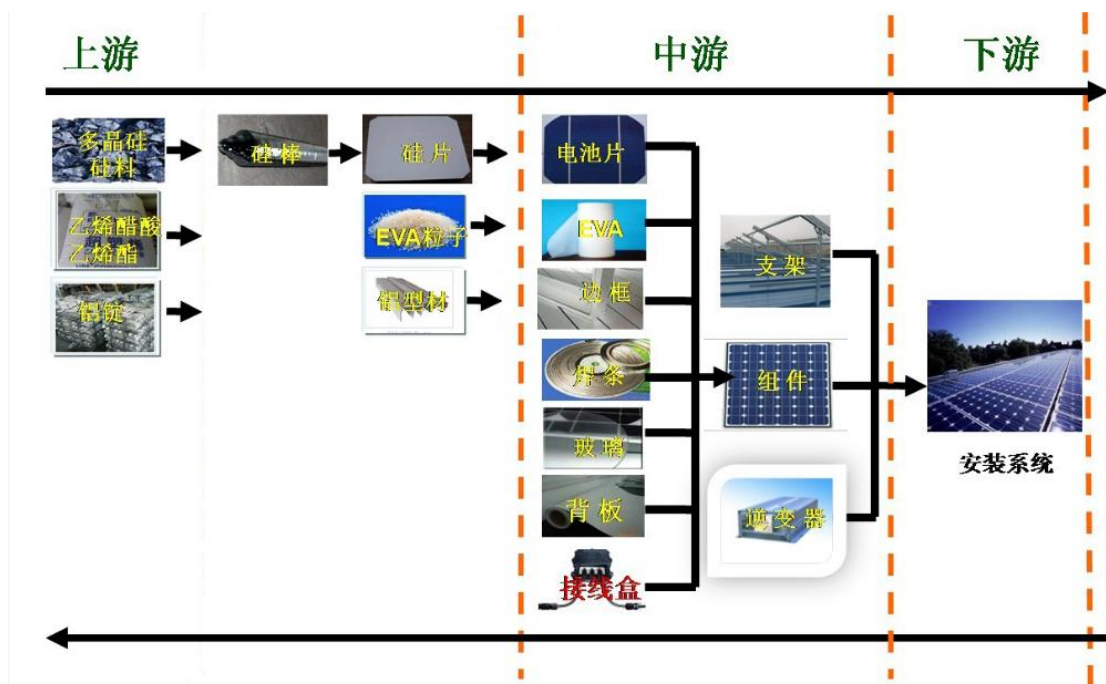 上游
中游
下游
多晶硅
硅料
硅棒
硅片
电池片
乙烯醋酸
乙烯酯
EVA粒子
EVA
支架
铝锭
铝型材
边框
焊条
组件
玻璃
背板
逆变器
接线盒
安装系统